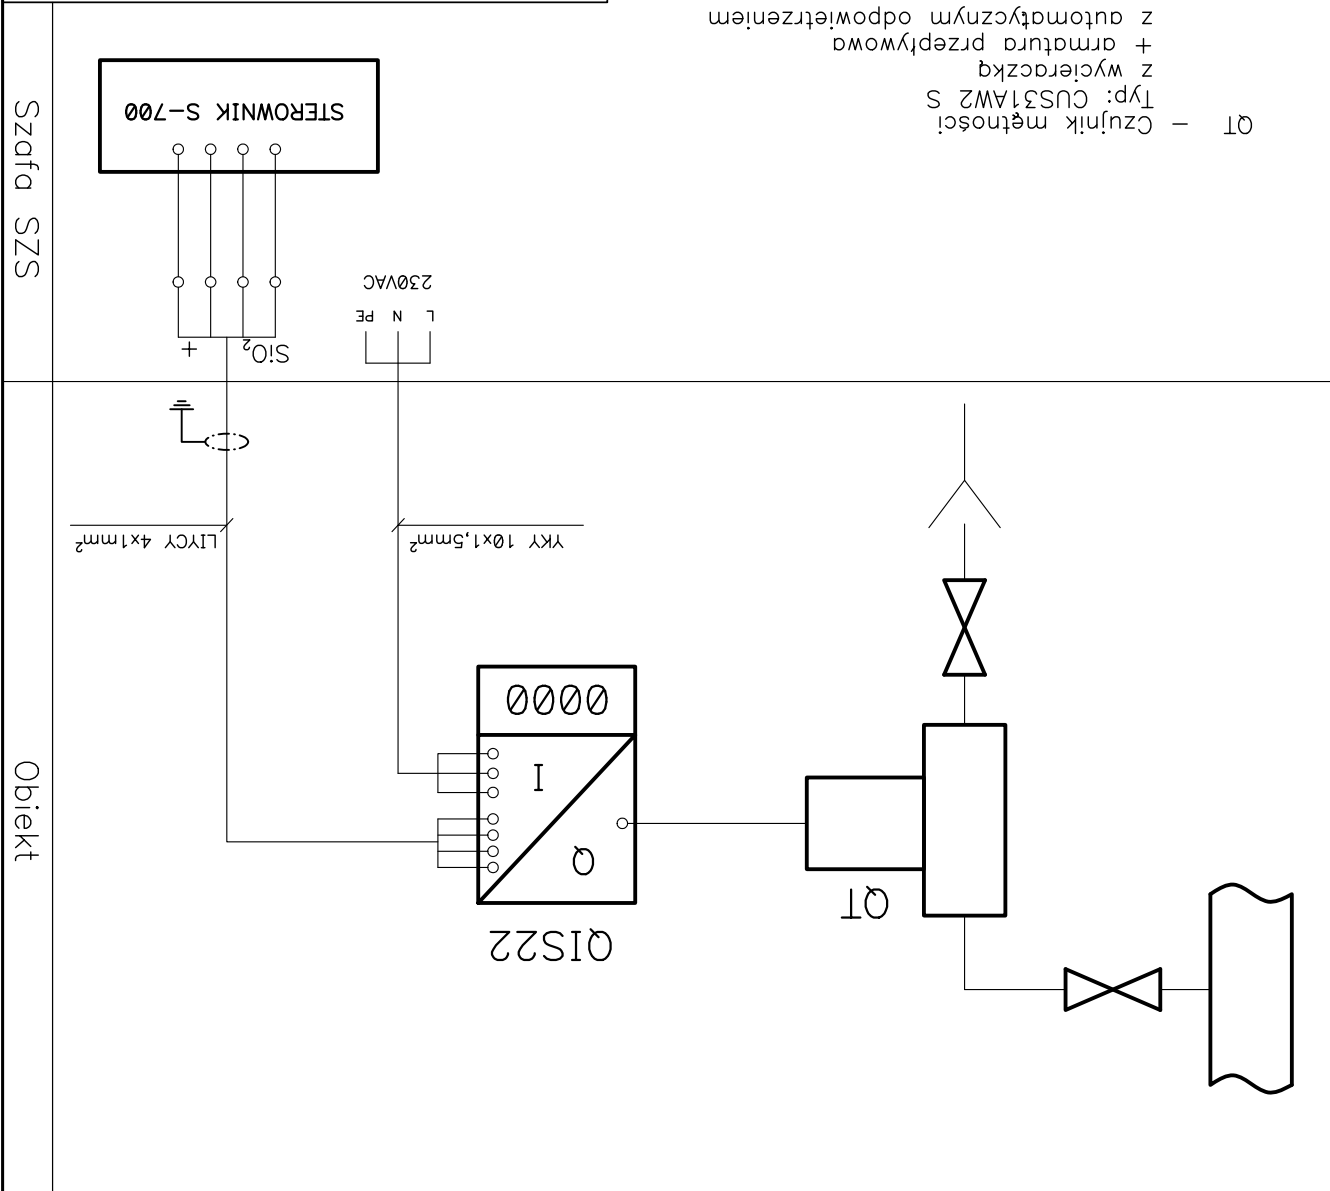 QT – Czujnik mętności
Typ: CUS31AW2 S
z wycieraczką
+ armatura przepływowa
z automatycznym odpowietrzeniem
Szafa SZS
STEROWNIK S-700
230VAC
L N PE
SiO₂ +
Obiekt
YKY 10x1,5mm²
LIYCY 4x1mm²
0000
I
Q
QT
QIS22